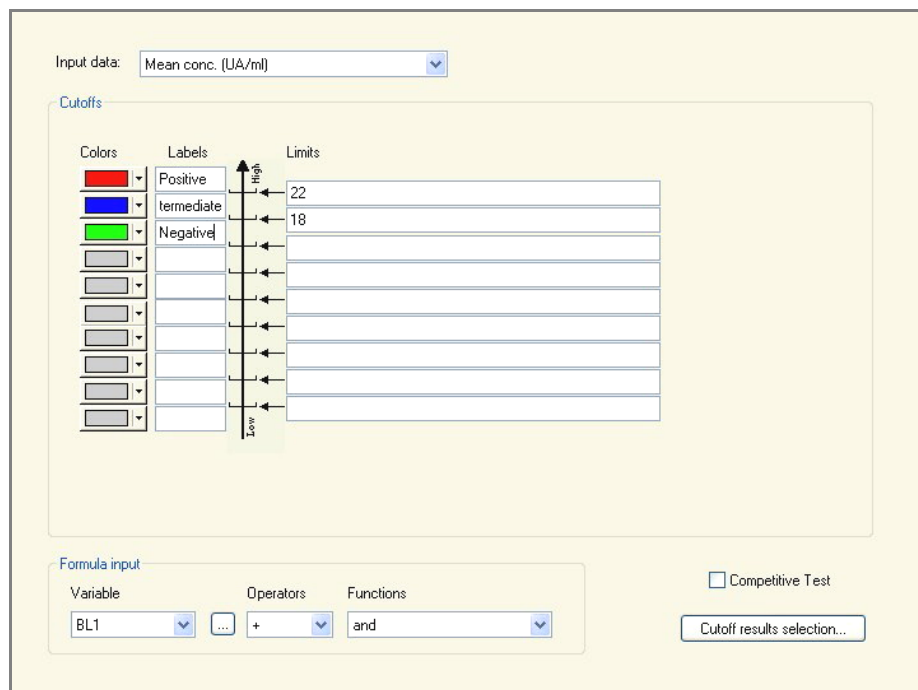 Input data: Mean conc. (UA/ml)
Cutoffs
Colors Labels Limits
High
Positive
22
termediate
18
Negative
Low
Formula input
Variable Operators Functions
BL1 ... + and
Competitive Test
Cutoff results selection...